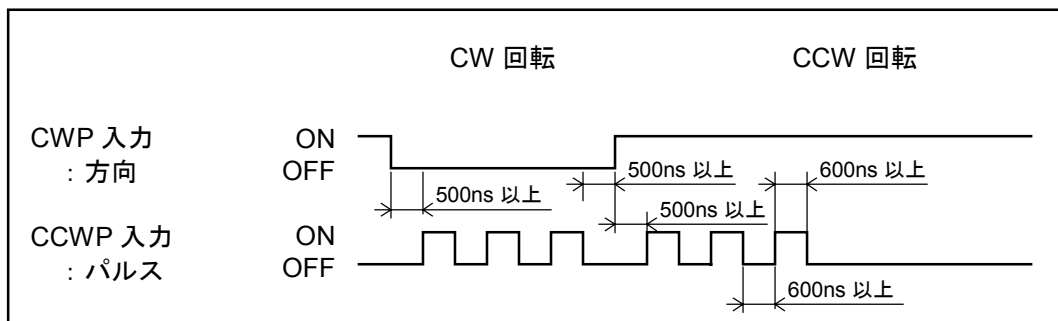 CW 回転 CCW 回転
CWP 入力 ON
: 方向 OFF
500ns 以上 600ns 以上
500ns 以上 500ns 以上
CCWP 入力 ON
: パルス OFF
600ns 以上